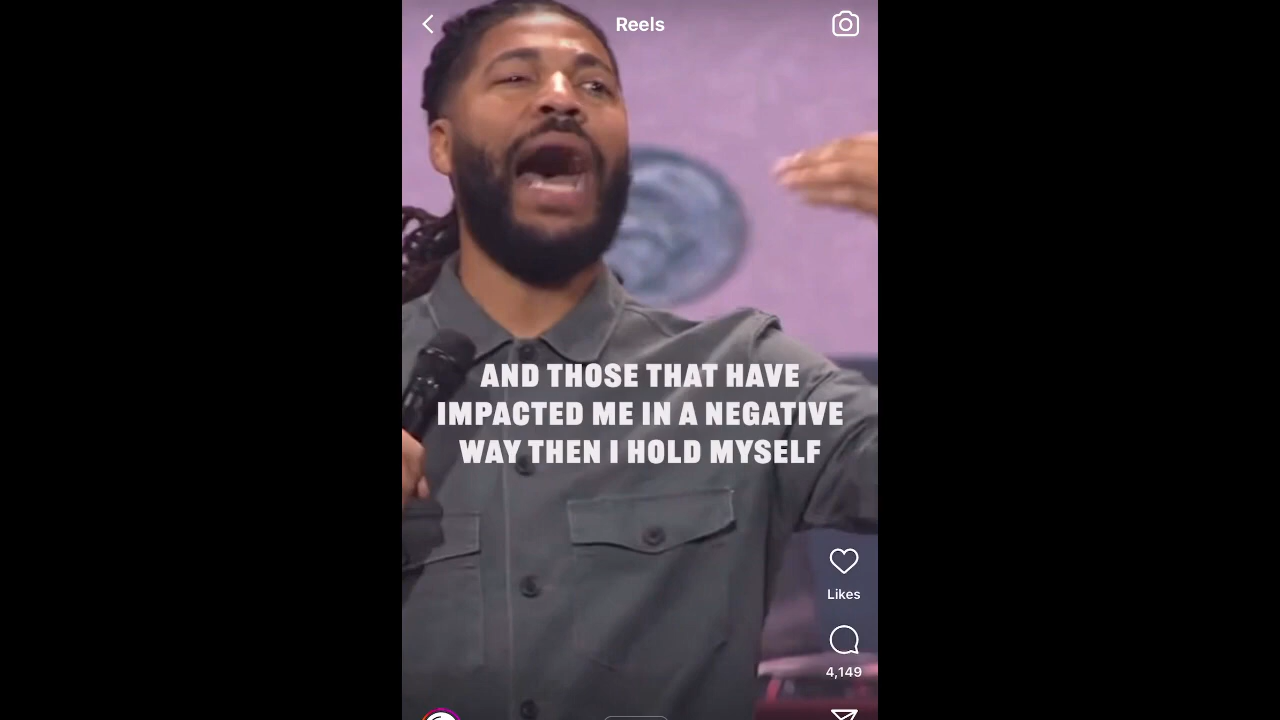 Reels
AND THOSE THAT HAVE
IMPACTED ME IN A NEGATIVE
WAY THEN I HOLD MYSELF
Likes
4,149